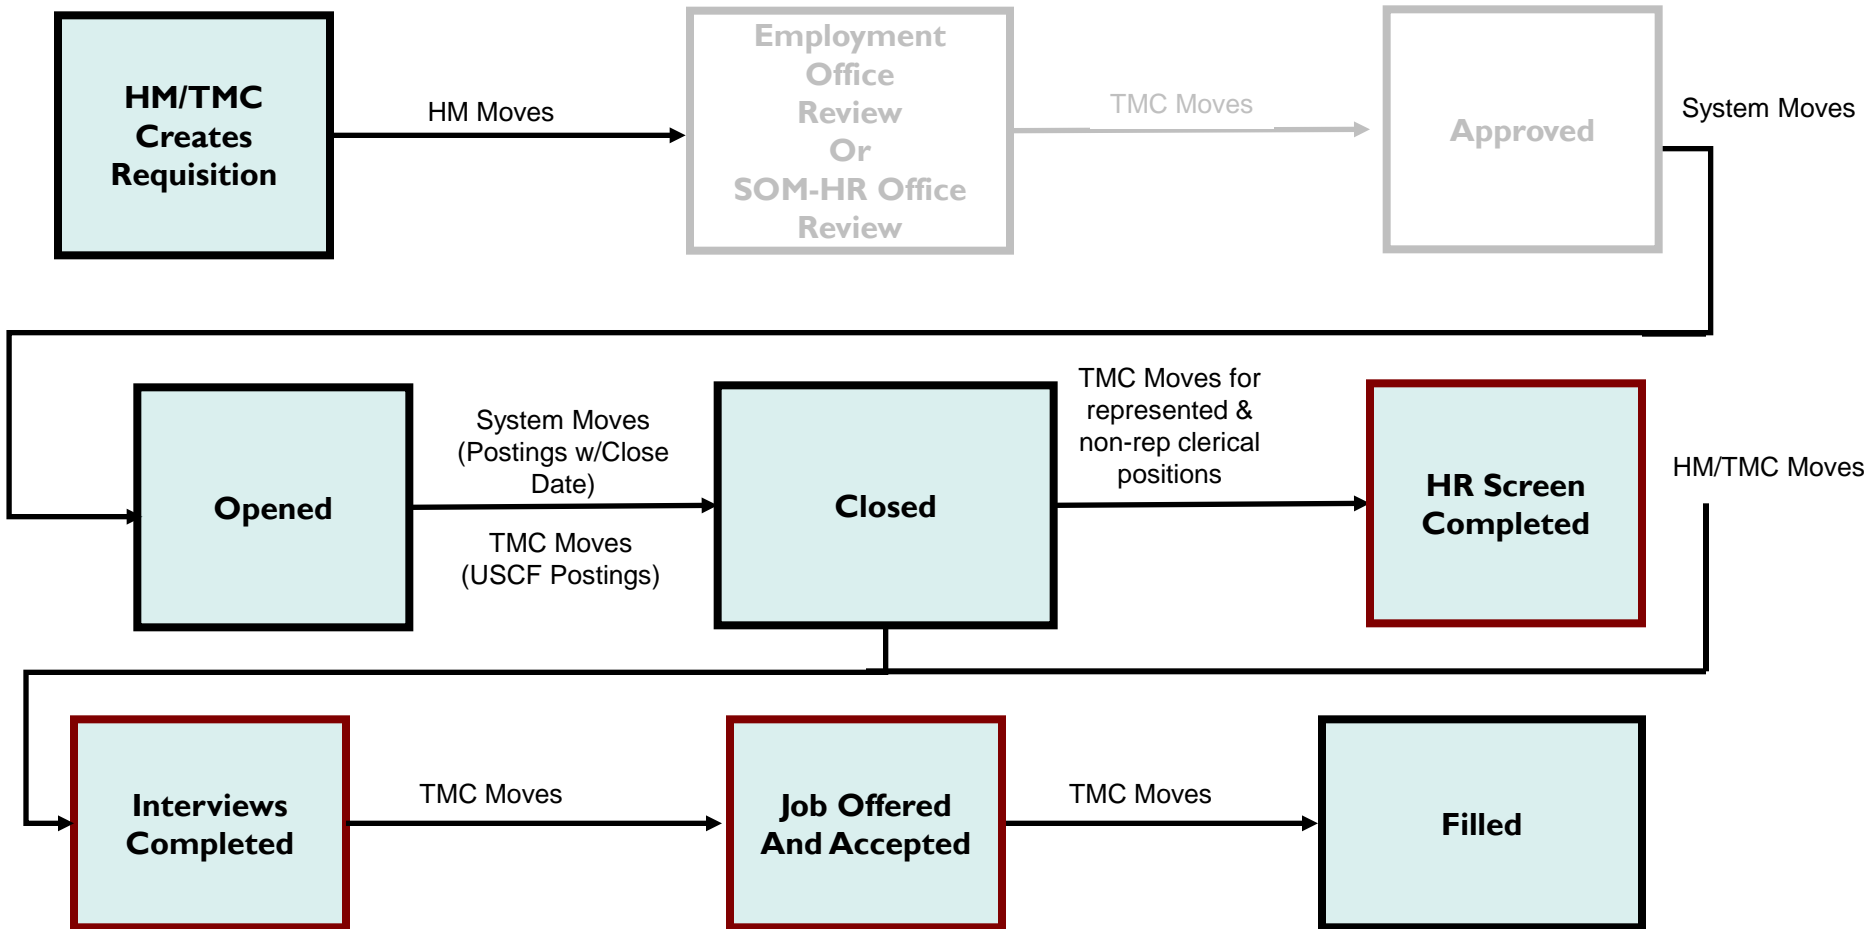 HM/TMC
Creates
Requisition
HM Moves
Employment
Office
Review
Or
SOM-HR Office
Review
TMC Moves
Approved
System Moves
Opened
System Moves
(Postings w/Close
Date)
TMC Moves
(USCF Postings)
Closed
TMC Moves for
represented &
non-rep clerical
positions
HR Screen
Completed
HM/TMC Moves
Interviews
Completed
TMC Moves
Job Offered
And Accepted
TMC Moves
Filled